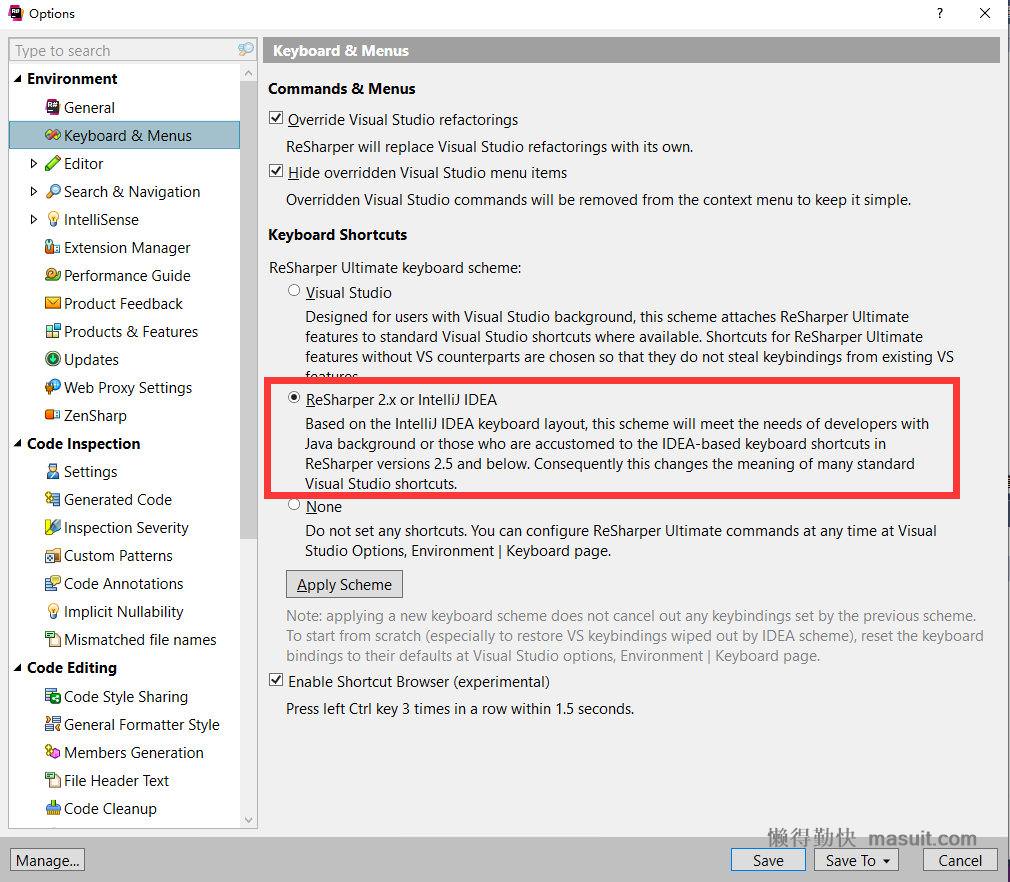 Options
?
Type to search
Environment
General
Keyboard & Menus
Editor
Search & Navigation
IntelliSense
Extension Manager
Performance Guide
Product Feedback
Products & Features
Updates
Web Proxy Settings
ZenSharp
Code Inspection
Settings
Generated Code
Inspection Severity
Custom Patterns
Code Annotations
Implicit Nullability
Mismatched file names
Code Editing
Code Style Sharing
General Formatter Style
Members Generation
File Header Text
Code Cleanup
Keyboard & Menus
Commands & Menus
Override Visual Studio refactorings
ReSharper will replace Visual Studio refactorings with its own.
Hide overridden Visual Studio menu items
Overridden Visual Studio commands will be removed from the context menu to keep it simple.
Keyboard Shortcuts
ReSharper Ultimate keyboard scheme:
Visual Studio
Designed for users with Visual Studio background, this scheme attaches ReSharper Ultimate
features to standard Visual Studio shortcuts where available. Shortcuts for ReSharper Ultimate
features without VS counterparts are chosen so that they do not steal keybindings from existing VS
features.
ReSharper 2.x or IntelliJ IDEA
Based on the IntelliJ IDEA keyboard layout, this scheme will meet the needs of developers with
Java background or those who are accustomed to the IDEA-based keyboard shortcuts in
ReSharper versions 2.5 and below. Consequently this changes the meaning of many standard
Visual Studio shortcuts.
None
Do not set any shortcuts. You can configure ReSharper Ultimate commands at any time at Visual
Studio Options, Environment | Keyboard page.
Apply Scheme
Note: applying a new keyboard scheme does not cancel out any keybindings set by the previous scheme.
To start from scratch (especially to restore VS keybindings wiped out by IDEA scheme), reset the keyboard
bindings to their defaults at Visual Studio options, Environment | Keyboard page.
Enable Shortcut Browser (experimental)
Press left Ctrl key 3 times in a row within 1.5 seconds.
懒得勤快 masuit.com
Manage...
Save
Save To
Cancel